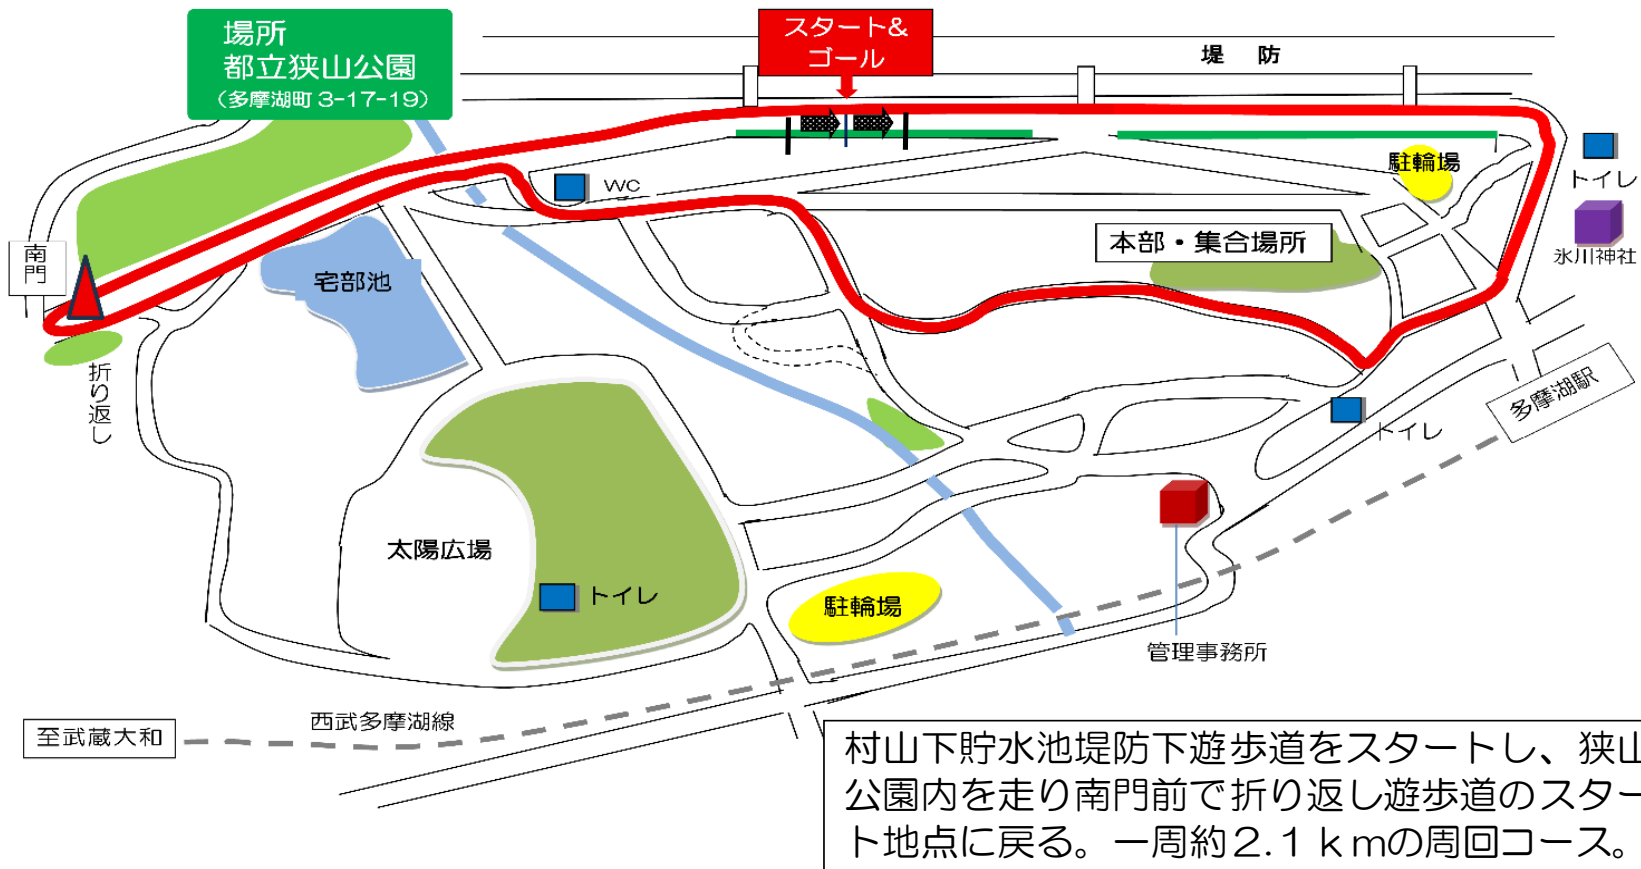 場所
都立狭山公園
（多摩湖町 3-17-19）
スタート&
ゴール
堤　防
駐輪場
トイレ
氷川神社
WC
本部・集合場所
南門
宅部池
折り返し
多摩湖駅
トイレ
太陽広場
トイレ
駐輪場
管理事務所
西武多摩湖線
至武蔵大和
村山下貯水池堤防下遊歩道をスタートし、狭山
公園内を走り南門前で折り返し遊歩道のスター
ト地点に戻る。一周約２.１ｋｍの周回コース。